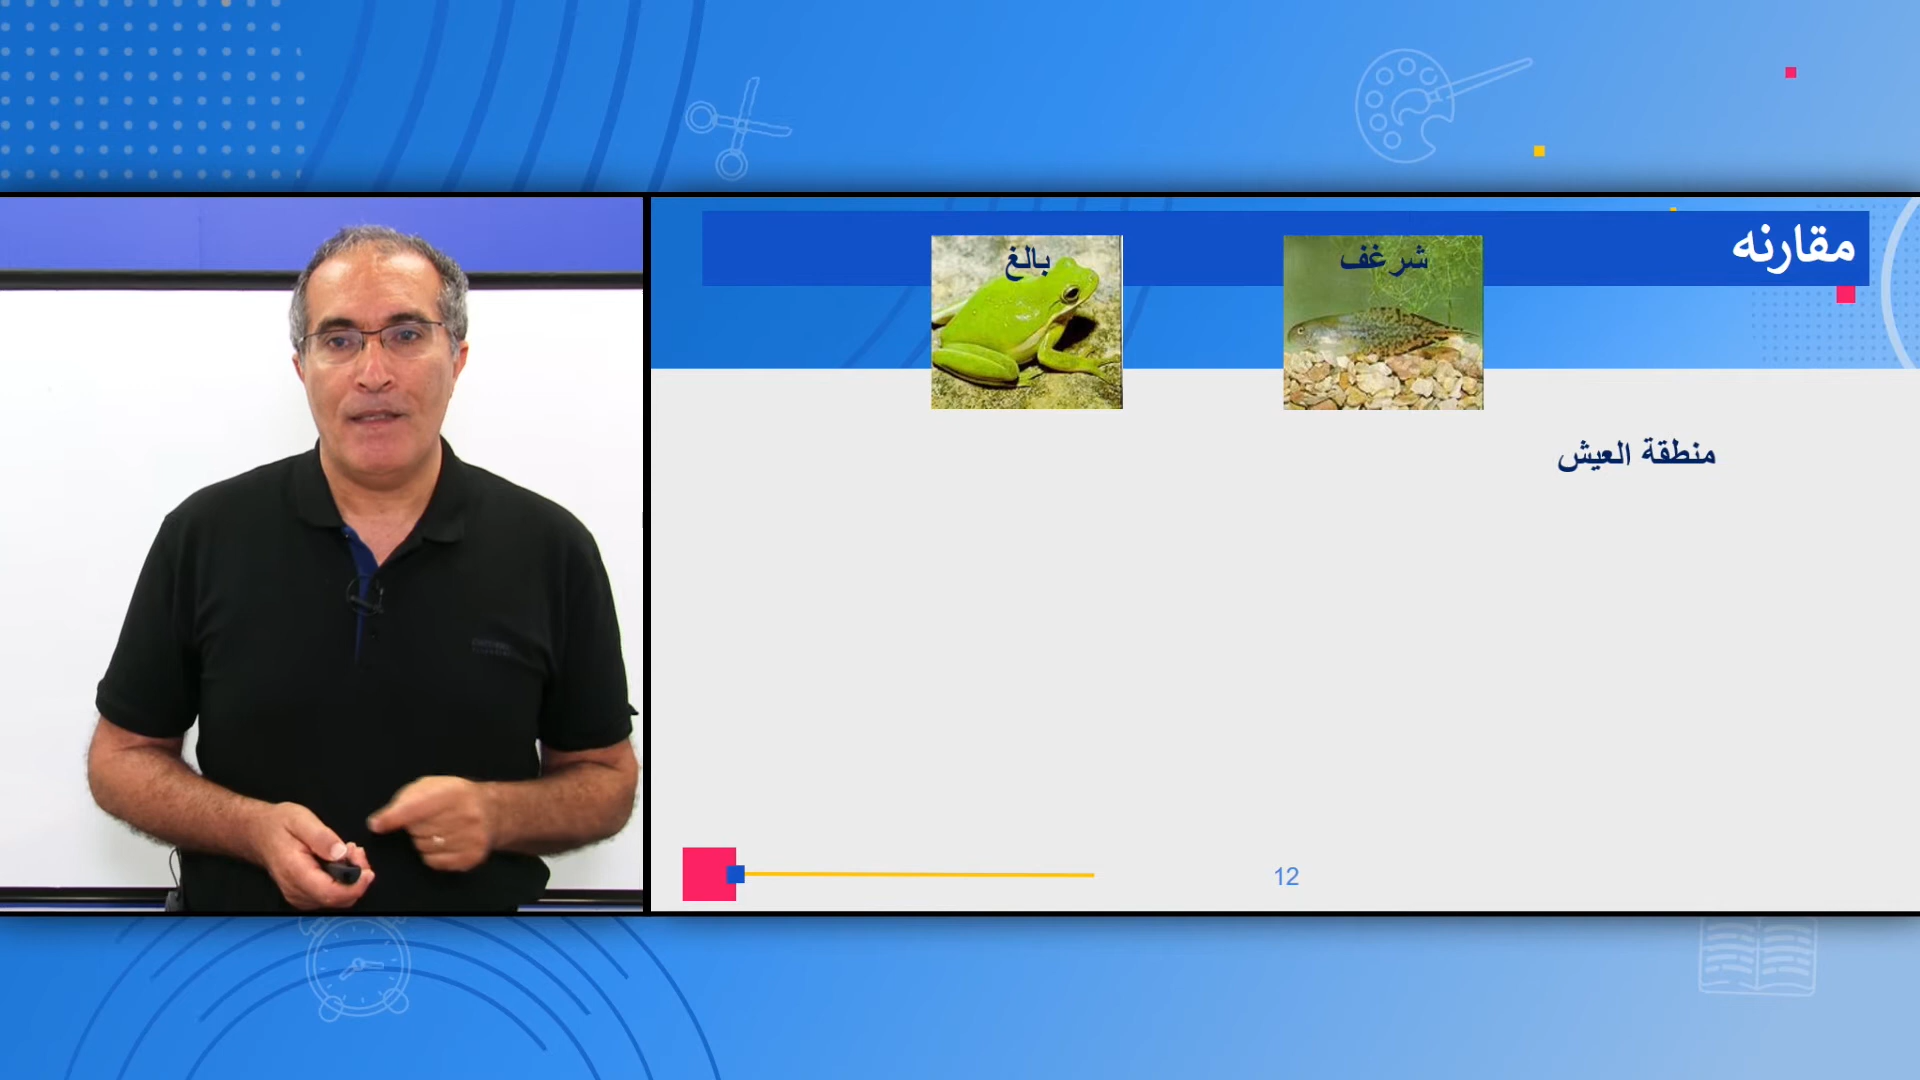 مقارنه
شرغف
بالغ
منطقة العيش
12